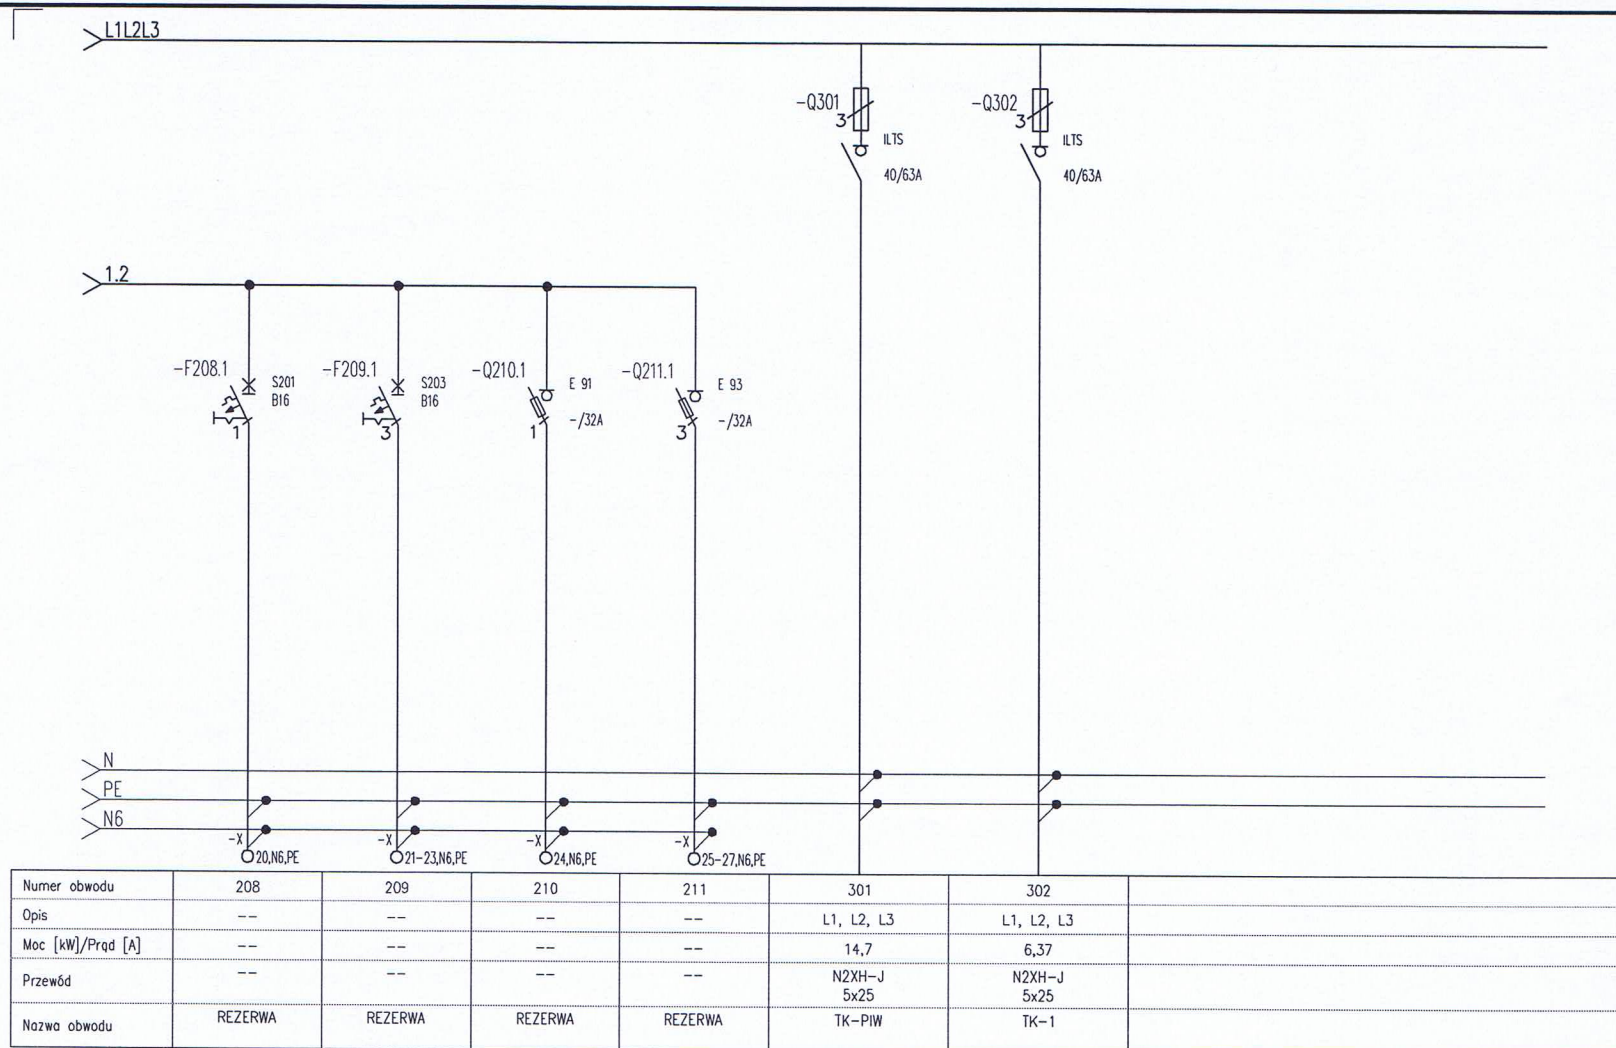 L1L2L3
-Q301
3
ILTS
40/63A
-Q302
3
ILTS
40/63A
1.2
-F208.1
S201
B16
1
-F209.1
S203
B16
3
-Q210.1
E 91
-/32A
1
-Q211.1
E 93
-/32A
3
N
PE
N6
-X
20,N6,PE
-X
21-23,N6,PE
-X
24,N6,PE
-X
25-27,N6,PE
Numer obwodu 208 209 210 211 301 302
Opis -- -- -- -- L1, L2, L3 L1, L2, L3
Moc [kW]/Prąd [A] -- -- -- -- 14,7 6,37
Przewód -- -- -- -- N2XH-J 5x25 N2XH-J 5x25
Nazwa obwodu REZERWA REZERWA REZERWA REZERWA TK-PIW TK-1